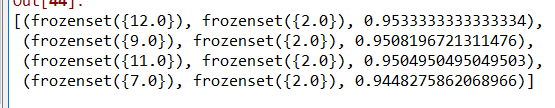 Out[44]:
[(frozenset({12.0}), frozenset({2.0}), 0.9533333333333334),
(frozenset({9.0}), frozenset({2.0}), 0.9508196721311476),
(frozenset({11.0}), frozenset({2.0}), 0.9504950495049503),
(frozenset({7.0}), frozenset({2.0}), 0.9448275862068966)]